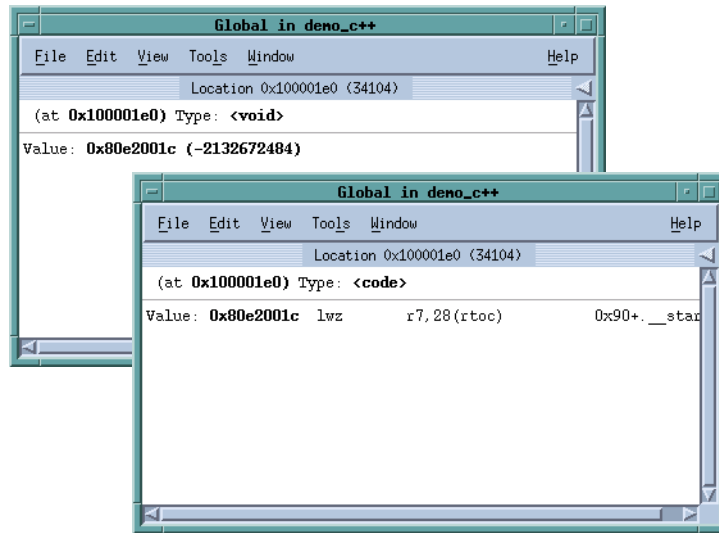 Global in demo_c++
File Edit View Tools Window Help
Location 0x100001e0 (34104)
(at 0x100001e0) Type: <void>
Value: 0x80e2001c (-2132672484)
Global in demo_c++
File Edit View Tools Window Help
Location 0x100001e0 (34104)
(at 0x100001e0) Type: <code>
Value: 0x80e2001c lwz r7,28(rtoc) 0x90+.__star